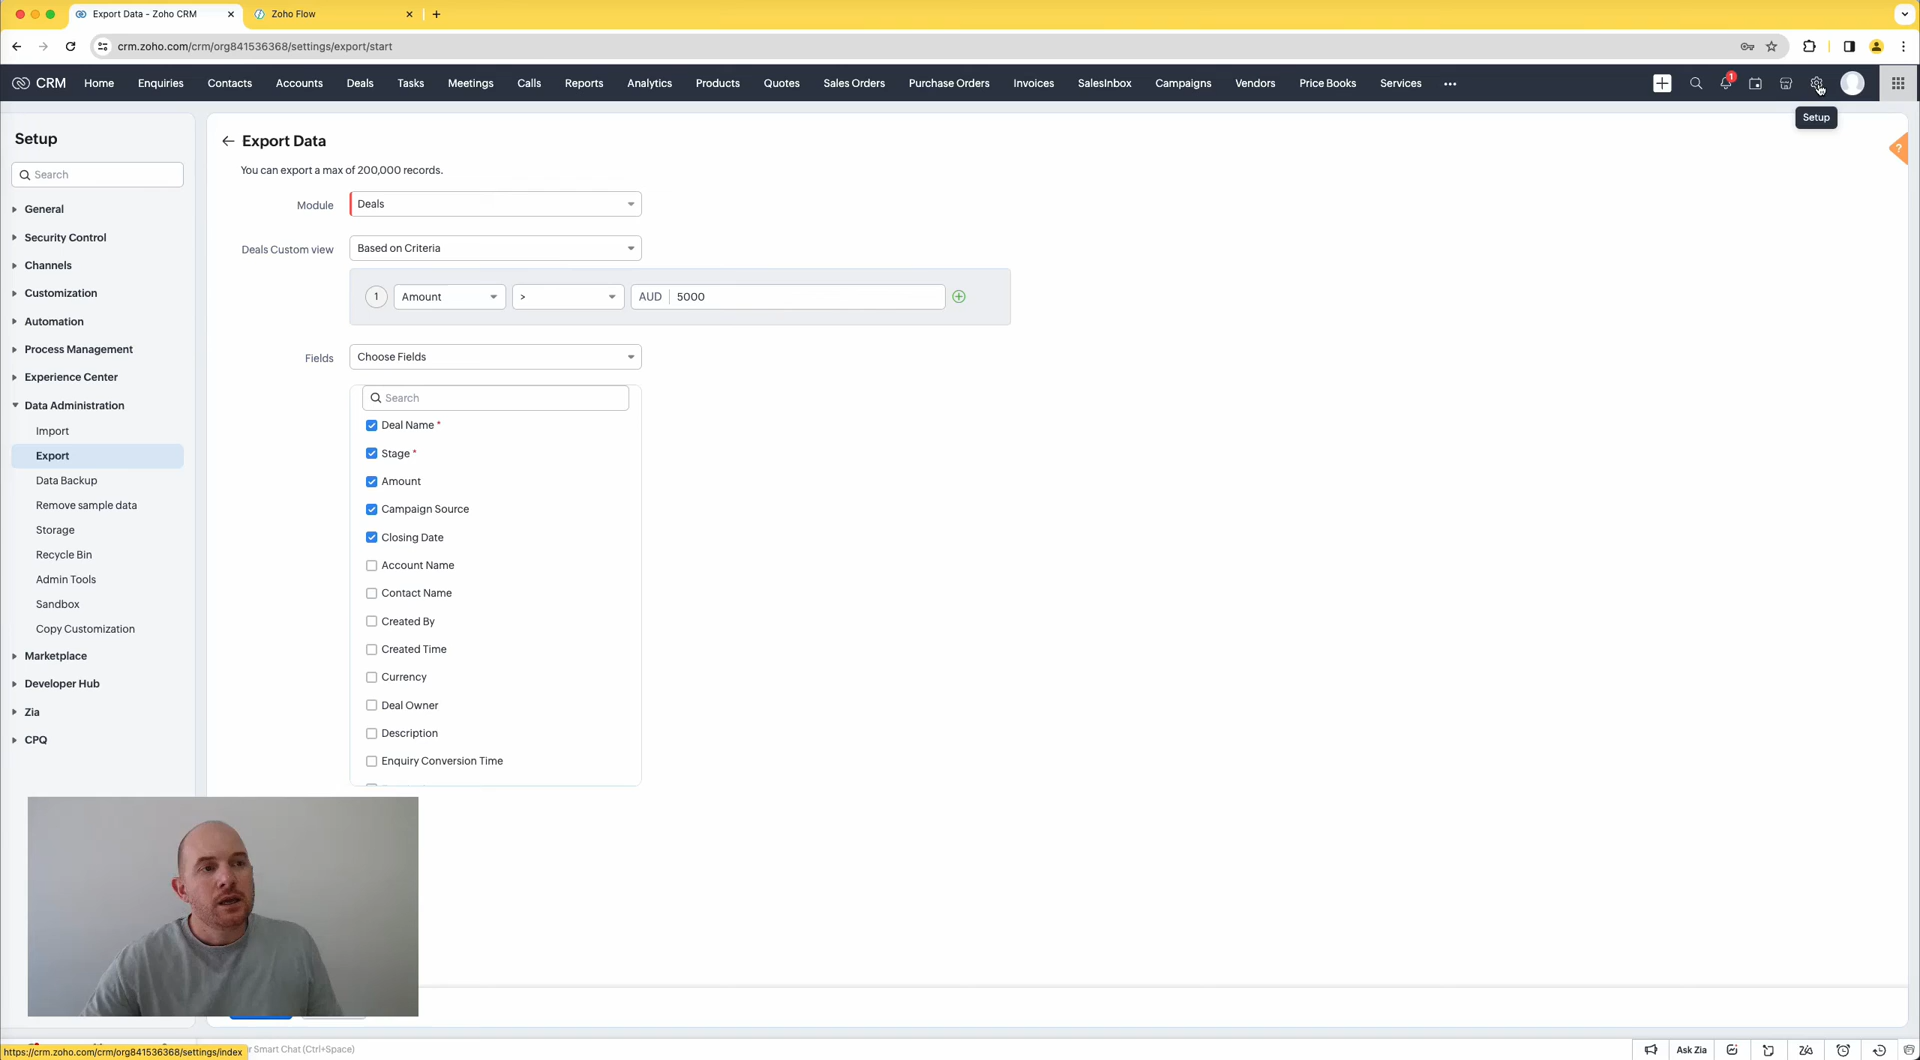 Export Data - Zoho CRM
Zoho Flow
crm.zoho.com/crm/org841536368/settings/export/start
CRM Home Enquiries Contacts Accounts Deals Tasks Meetings Calls Reports Analytics Products Quotes Sales Orders Purchase Orders Invoices SalesInbox Campaigns Vendors Price Books Services
1
Setup
Setup
Search
General
Security Control
Channels
Customization
Automation
Process Management
Experience Center
Data Administration
Import
Export
Data Backup
Remove sample data
Storage
Recycle Bin
Admin Tools
Sandbox
Copy Customization
Marketplace
Developer Hub
Zia
CPQ
Export Data
?
You can export a max of 200,000 records.
Module Deals
Deals Custom view Based on Criteria
1 Amount > AUD 5000
Fields Choose Fields
Search
Deal Name *
Stage *
Amount
Campaign Source
Closing Date
Account Name
Contact Name
Created By
Created Time
Currency
Deal Owner
Description
Enquiry Conversion Time
https://crm.zoho.com/crm/org841536368/settings/index
r Smart Chat (Ctrl+Space)
Ask Zia